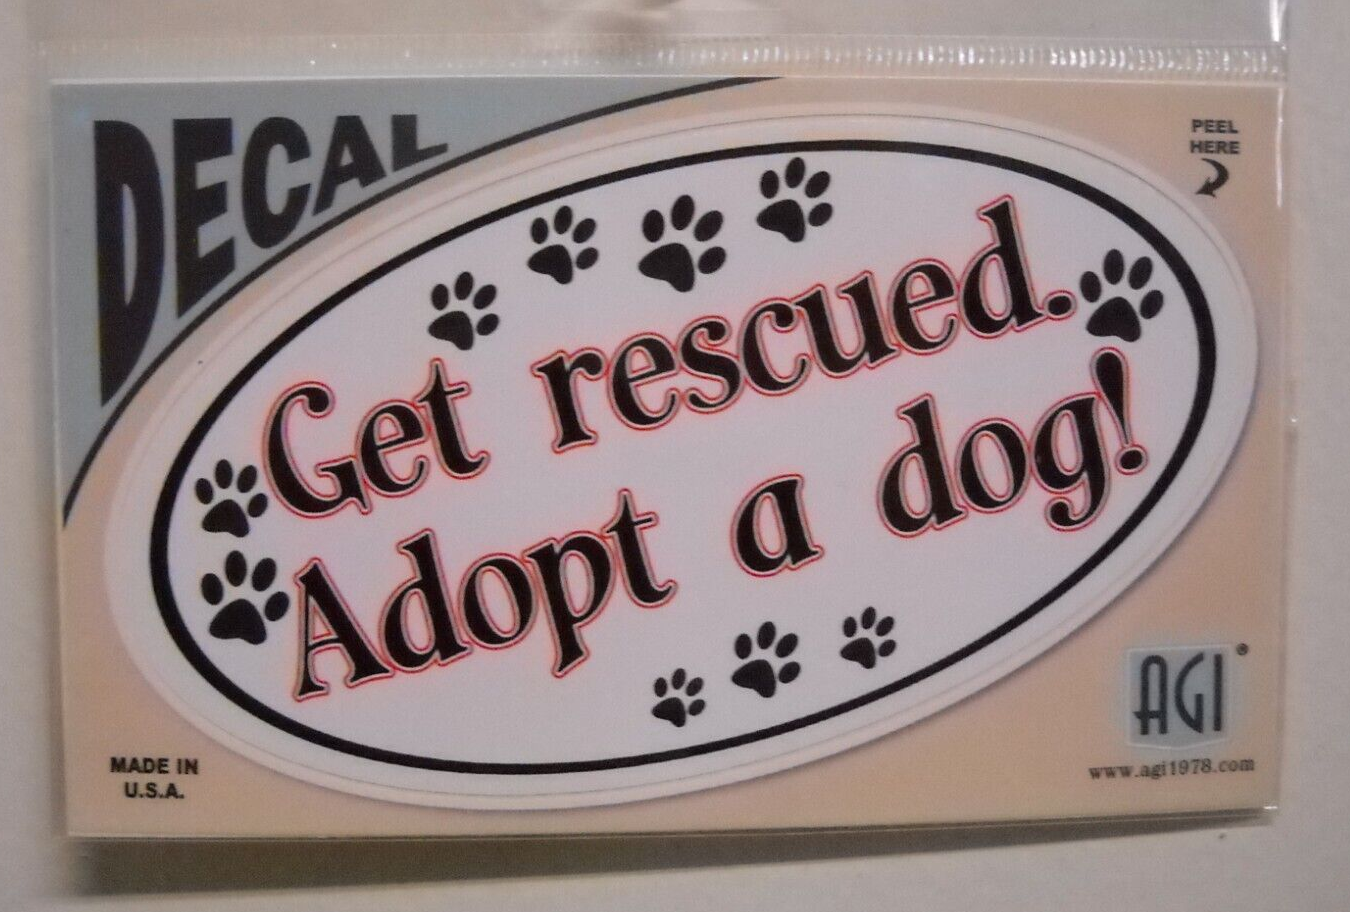 DECAL
PEEL
HERE
Get rescued.
Adopt a dog!
MADE IN
U.S.A.
AGI®
www.agi1978.com